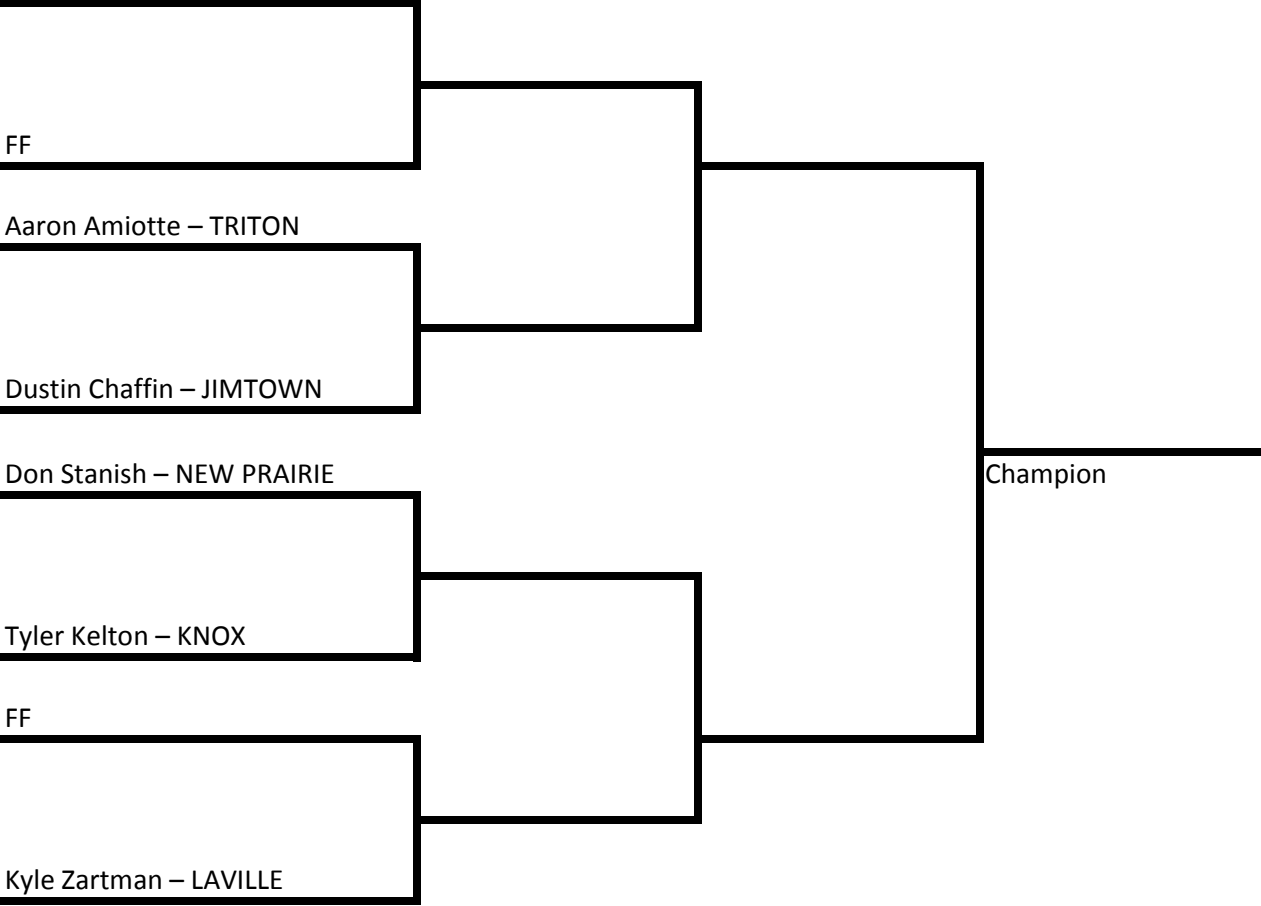 FF
Aaron Amiotte – TRITON
Dustin Chaffin – JIMTOWN
Don Stanish – NEW PRAIRIE
Champion
Tyler Kelton – KNOX
FF
Kyle Zartman – LAVILLE